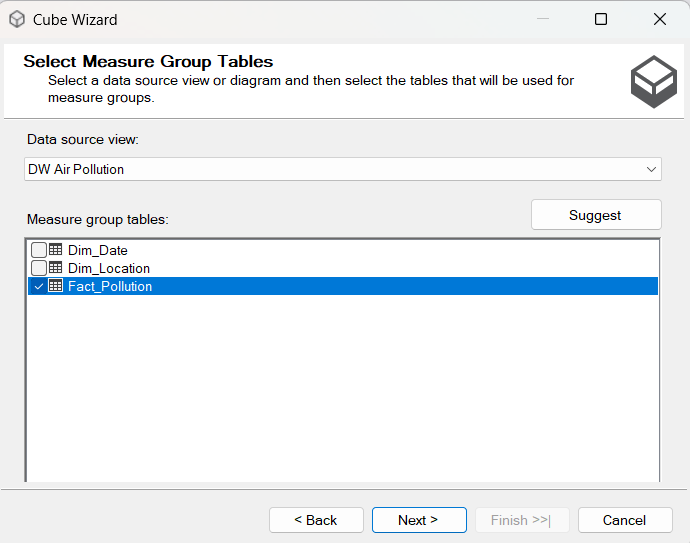 Cube Wizard
Select Measure Group Tables
Select a data source view or diagram and then select the tables that will be used for
measure groups.
Data source view:
DW Air Pollution
Measure group tables:
Suggest
Dim_Date
Dim_Location
Fact_Pollution
< Back
Next >
Finish >>|
Cancel